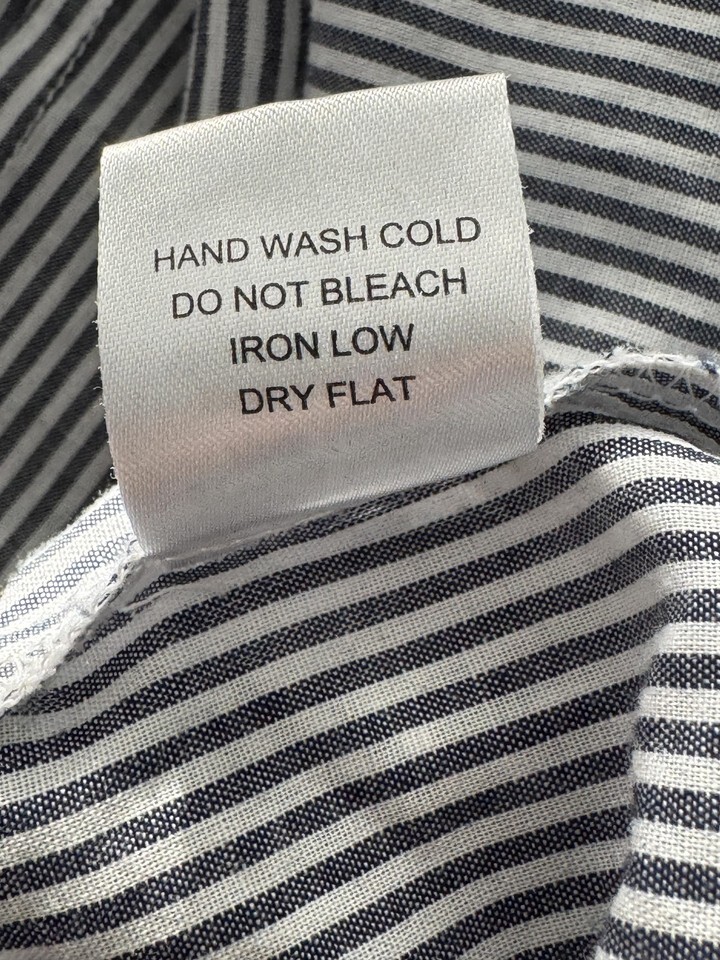 HAND WASH COLD
DO NOT BLEACH
IRON LOW
DRY FLAT